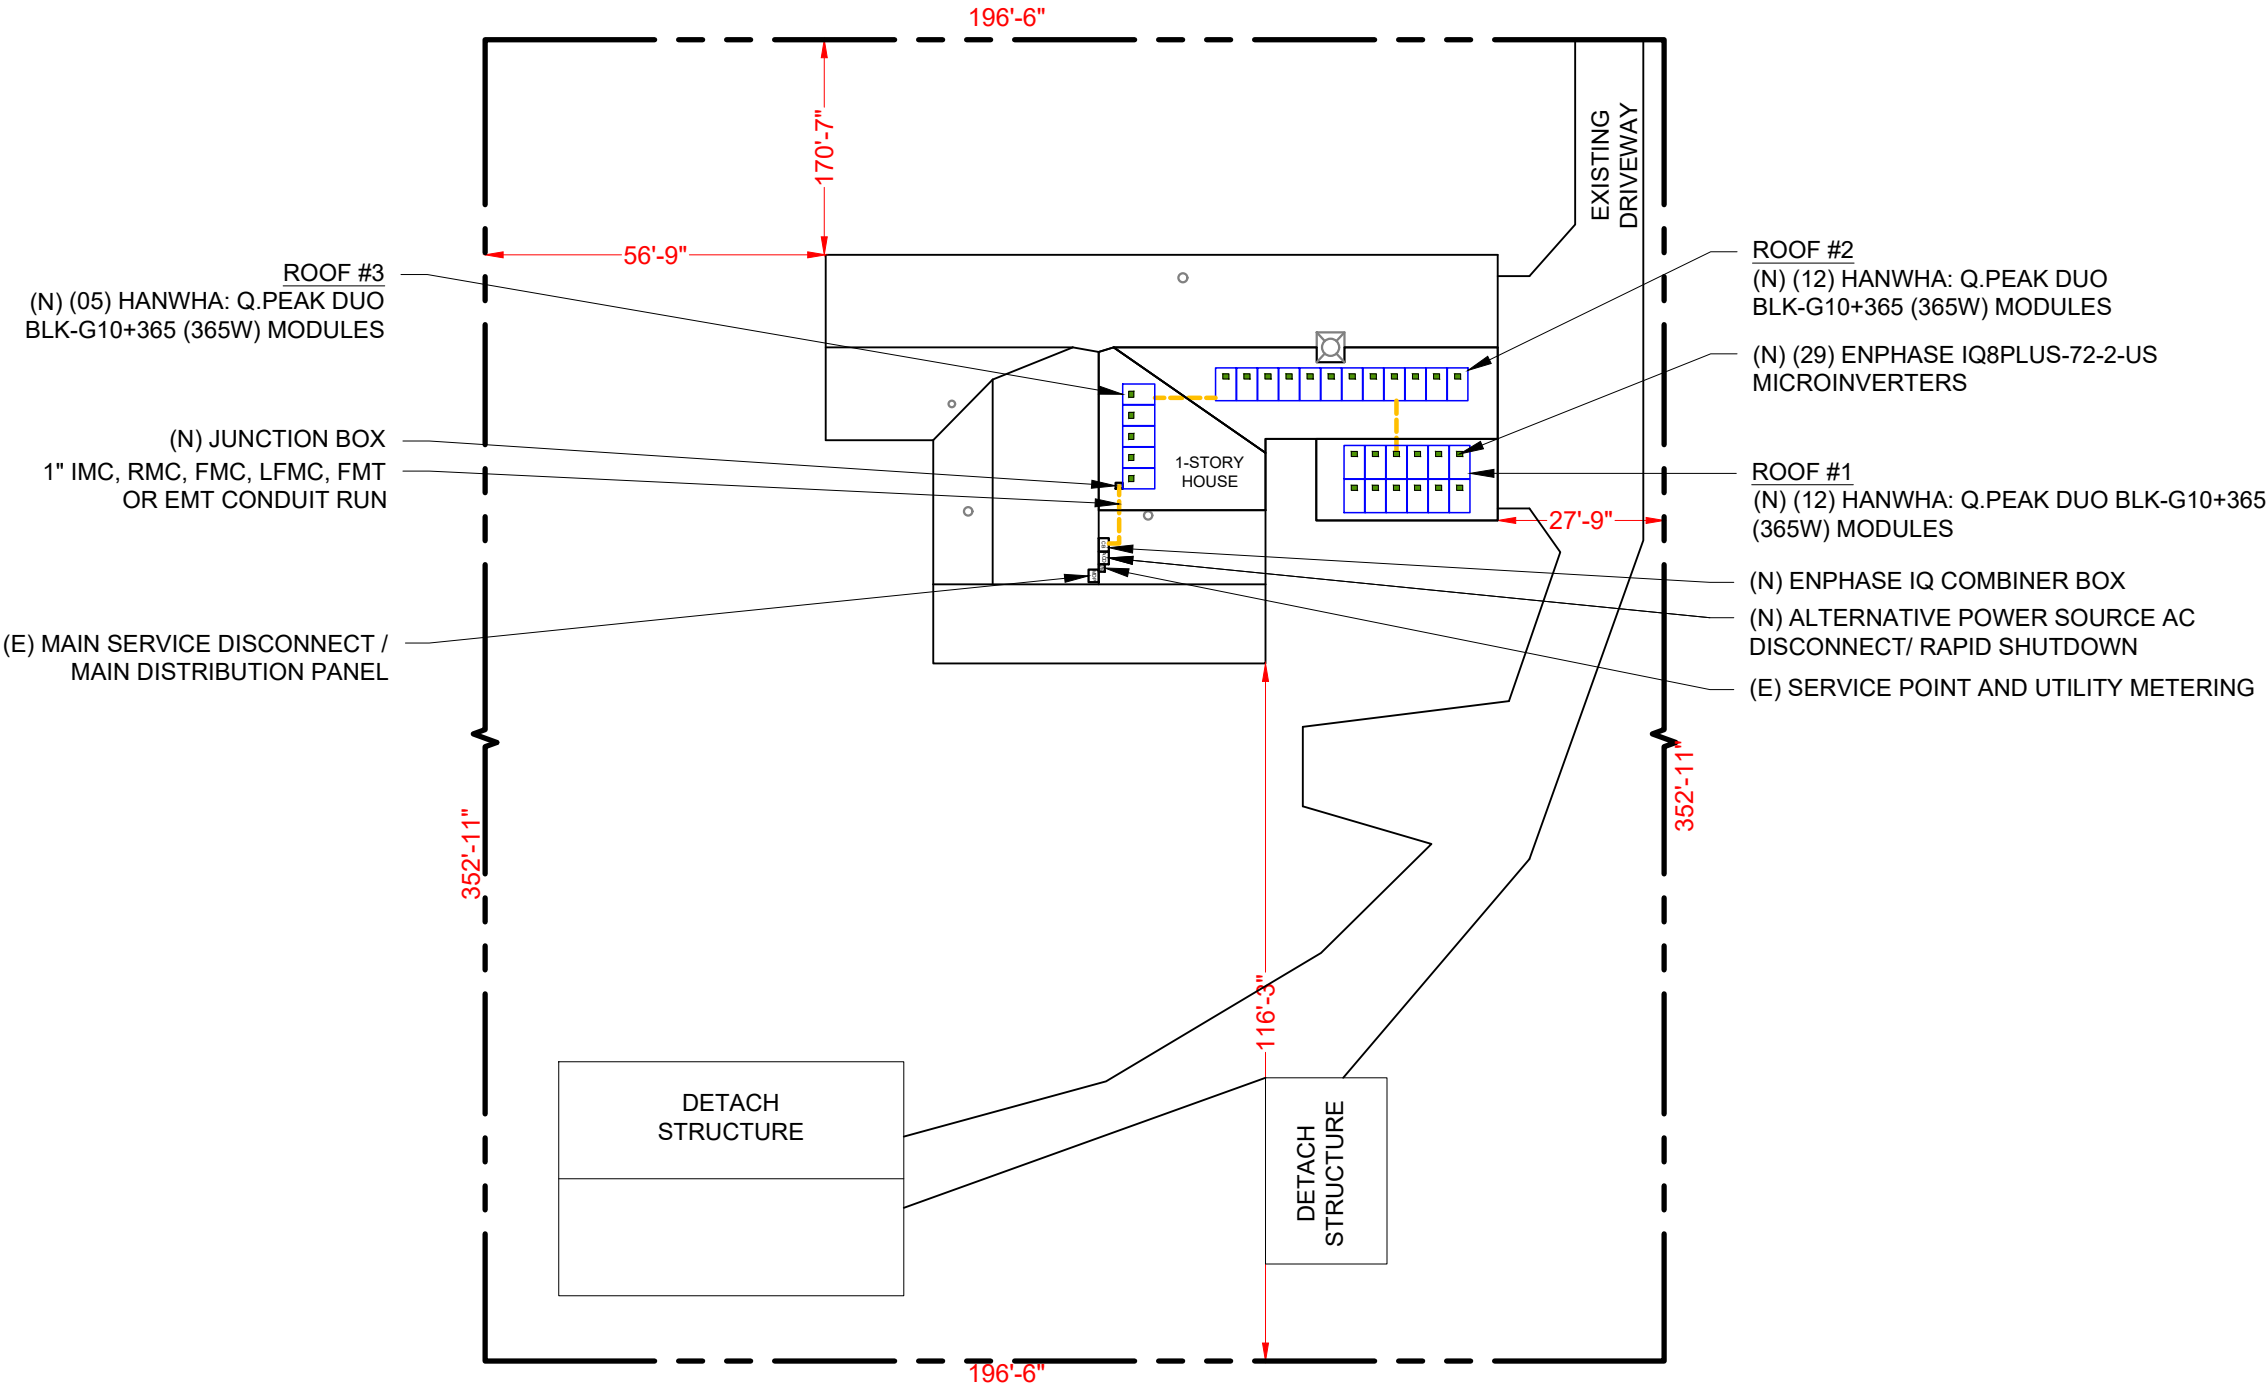 196'-6"
170'-7"
EXISTING
DRIVEWAY
56'-9"
ROOF #3
(N) (05) HANWHA: Q.PEAK DUO
BLK-G10+365 (365W) MODULES
ROOF #2
(N) (12) HANWHA: Q.PEAK DUO
BLK-G10+365 (365W) MODULES
(N) (29) ENPHASE IQ8PLUS-72-2-US
MICROINVERTERS
(N) JUNCTION BOX
1" IMC, RMC, FMC, LFMC, FMT
OR EMT CONDUIT RUN
1-STORY
HOUSE
ROOF #1
(N) (12) HANWHA: Q.PEAK DUO BLK-G10+365
(365W) MODULES
27'-9"
(N) ENPHASE IQ COMBINER BOX
(N) ALTERNATIVE POWER SOURCE AC
DISCONNECT/ RAPID SHUTDOWN
(E) MAIN SERVICE DISCONNECT /
MAIN DISTRIBUTION PANEL
(E) SERVICE POINT AND UTILITY METERING
352'-11"
352'-11"
116'-3"
DETACH
STRUCTURE
DETACH
STRUCTURE
196'-6"